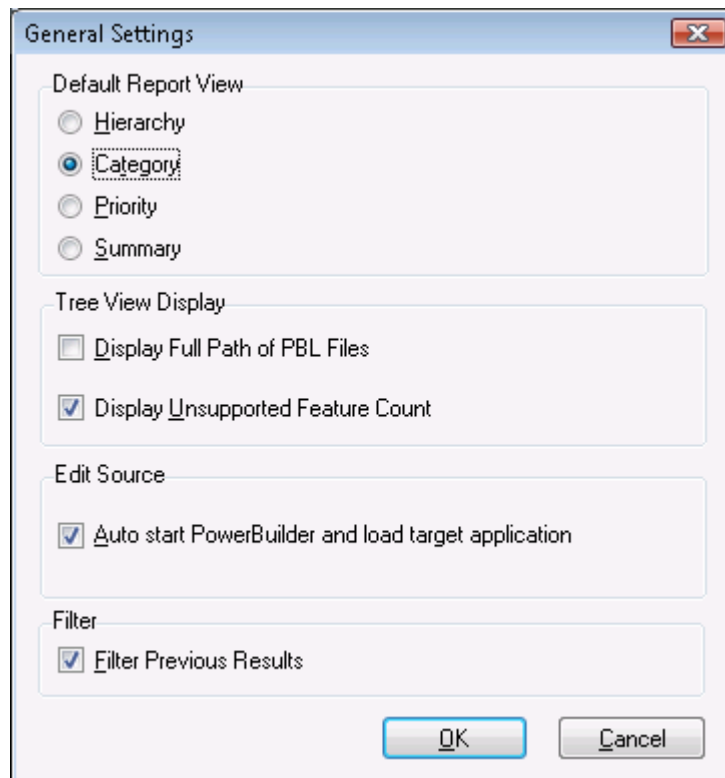 General Settings
Default Report View
Hierarchy
Category
Priority
Summary
Tree View Display
Display Full Path of PBL Files
Display Unsupported Feature Count
Edit Source
Auto start PowerBuilder and load target application
Filter
Filter Previous Results
OK Cancel